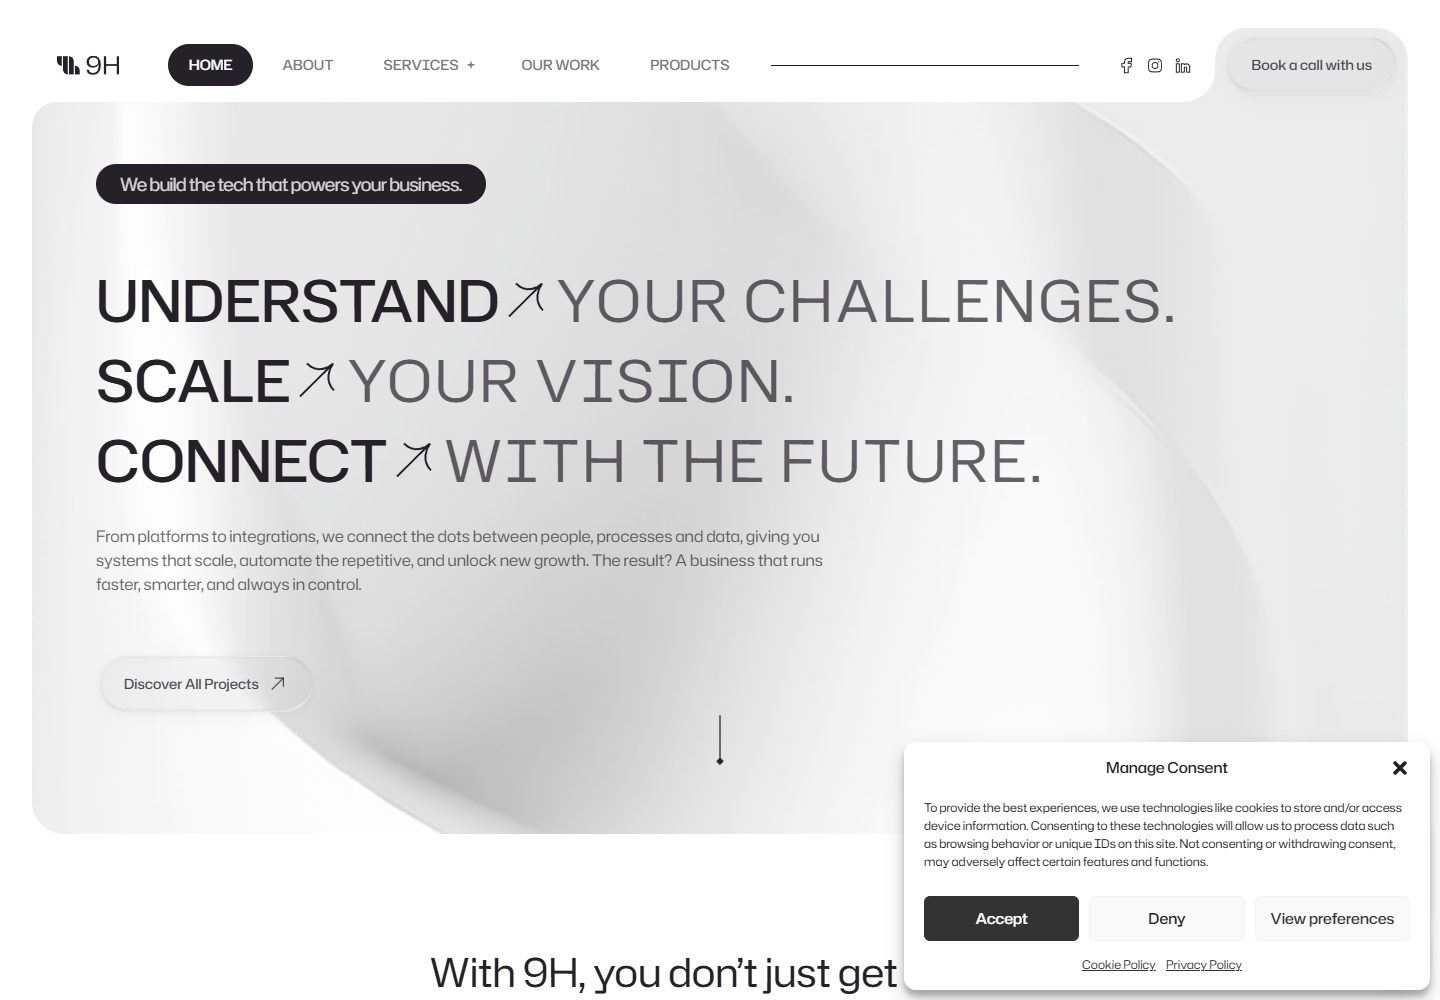 9H
HOME
ABOUT
SERVICES +
OUR WORK
PRODUCTS
Book a call with us
We build the tech that powers your business.
UNDERSTAND YOUR CHALLENGES.
SCALE YOUR VISION.
CONNECT WITH THE FUTURE.
From platforms to integrations, we connect the dots between people, processes and data, giving you
systems that scale, automate the repetitive, and unlock new growth. The result? A business that runs
faster, smarter, and always in control.
Discover All Projects
With 9H, you don’t just get
Manage Consent
To provide the best experiences, we use technologies like cookies to store and/or access
device information. Consenting to these technologies will allow us to process data such
as browsing behavior or unique IDs on this site. Not consenting or withdrawing consent,
may adversely affect certain features and functions.
Accept
Deny
View preferences
Cookie Policy
Privacy Policy